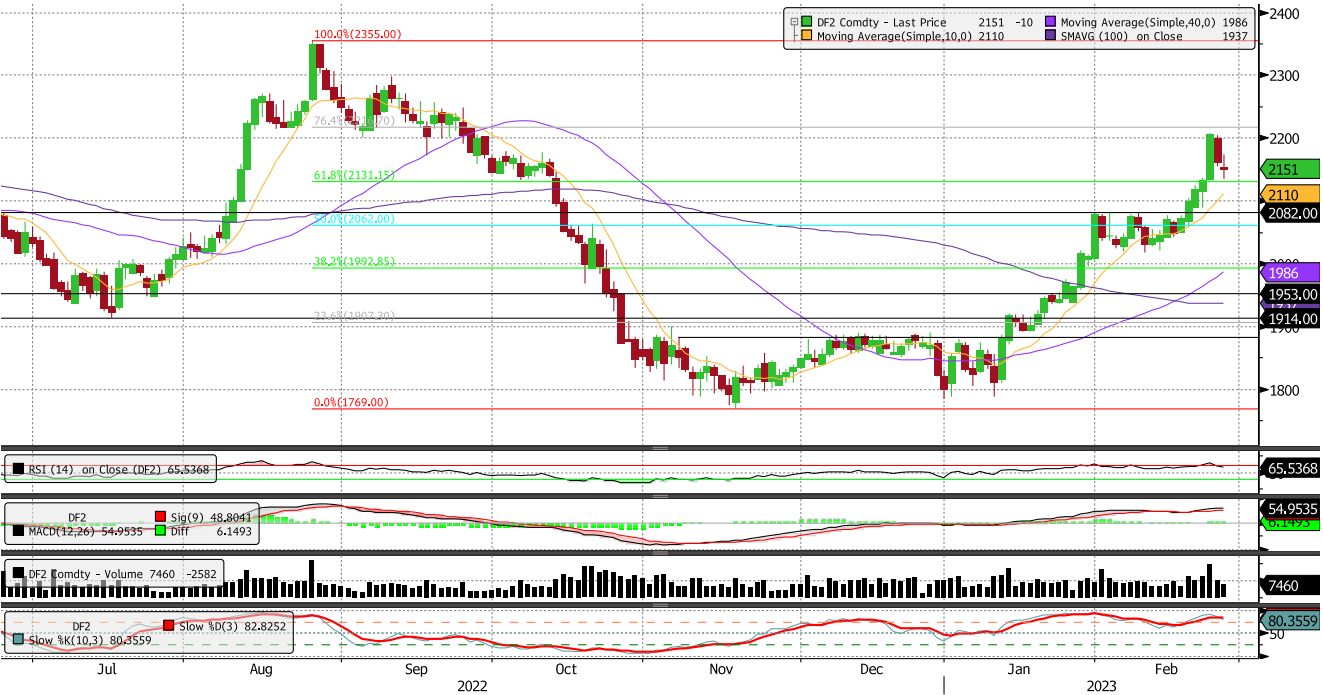 DF2 Comdty - Last Price 2151 -10
Moving Average(Simple,40,0) 1986
Moving Average(Simple,10,0) 2110
SMAVG (100) on Close 1937
2400
100.0%(2355.00)
2300
76.4%(2216.70)
2200
2151
61.8%(2131.15)
2110
2082.00
50.0%(2062.00)
2000
38.2%(1992.85)
1986
1953.00
1937
1914.00
23.6%(1907.30)
1900
1800
0.0%(1769.00)
RSI (14) on Close (DF2) 65.5368
65.5368
DF2
Sig(9) 48.8041
MACD(12,26) 54.9535
Diff 6.1493
54.9535
6.1493
DF2 Comdty - Volume 7460 -2582
7460
DF2
Slow %D(3) 82.8252
Slow %K(10,3) 80.3559
80.3559
50
Jul
Aug
Sep
Oct
Nov
Dec
Jan
Feb
2022
2023